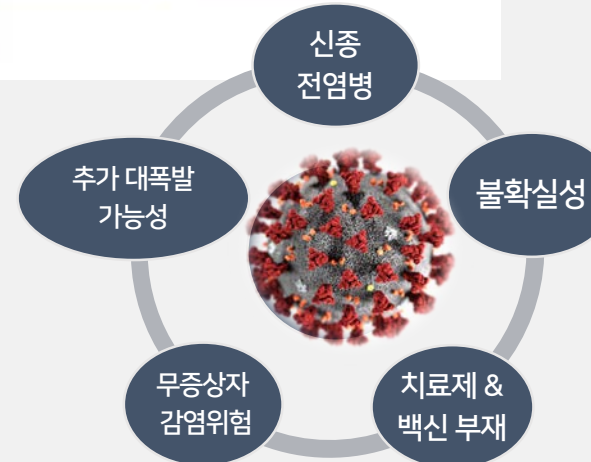 신종
전염병
불확실성
치료제 &
백신 부재
무증상자
감염위험
추가 대폭발
가능성